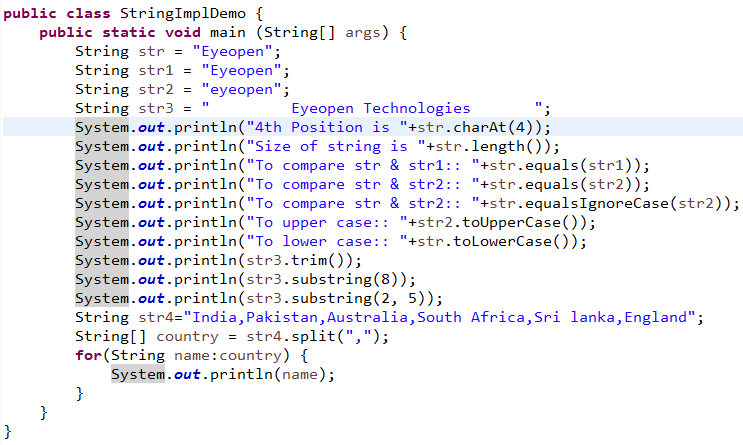 public class StringImplDemo {
    public static void main (String[] args) {
        String str = "Eyeopen";
        String str1 = "Eyeopen";
        String str2 = "eyeopen";
        String str3 = "         Eyeopen Technologies       ";
        System.out.println("4th Position is "+str.charAt(4));
        System.out.println("Size of string is "+str.length());
        System.out.println("To compare str & str1:: "+str.equals(str1));
        System.out.println("To compare str & str2:: "+str.equals(str2));
        System.out.println("To compare str & str2:: "+str.equalsIgnoreCase(str2));
        System.out.println("To upper case:: "+str2.toUpperCase());
        System.out.println("To lower case:: "+str.toLowerCase());
        System.out.println(str3.trim());
        System.out.println(str3.substring(8));
        System.out.println(str3.substring(2, 5));
        String str4="India,Pakistan,Australia,South Africa,Sri lanka,England";
        String[] country = str4.split(",");
        for(String name:country) {
            System.out.println(name);
        }
    }
}